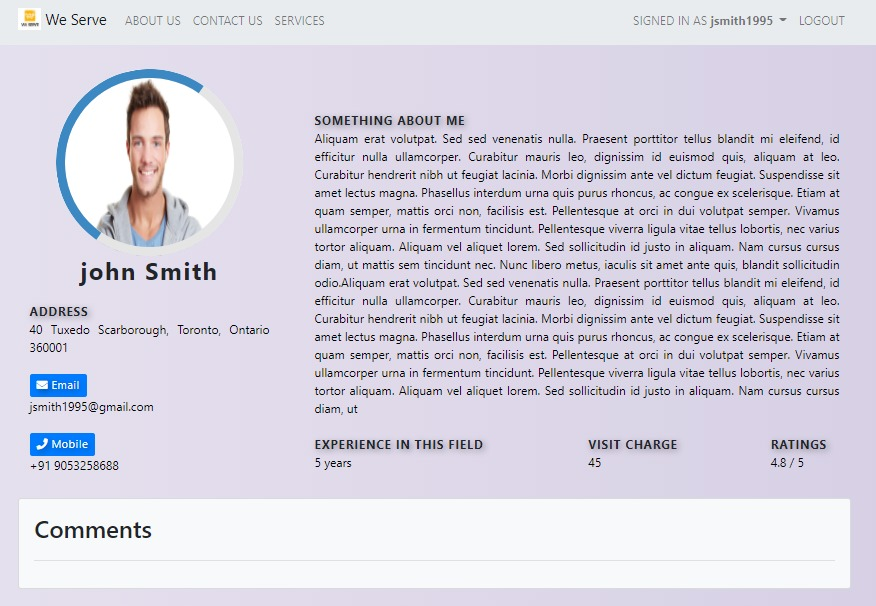 We Serve ABOUT US CONTACT US SERVICES SIGNED IN AS jsmith1995 LOGOUT
WE SERVE
john Smith
ADDRESS
40 Tuxedo Scarborough, Toronto, Ontario
360001
Email
jsmith1995@gmail.com
Mobile
+91 9053258688
SOMETHING ABOUT ME
Aliquam erat volutpat. Sed sed venenatis nulla. Praesent porttitor tellus blandit mi eleifend, id
efficitur nulla ullamcorper. Curabitur mauris leo, dignissim id euismod quis, aliquam at leo.
Curabitur hendrerit nibh ut feugiat lacinia. Morbi dignissim ante vel dictum feugiat. Suspendisse sit
amet lectus magna. Phasellus interdum urna quis purus rhoncus, ac congue ex scelerisque. Etiam at
quam semper, mattis orci non, facilisis est. Pellentesque at orci in dui volutpat semper. Vivamus
ullamcorper urna in fermentum tincidunt. Pellentesque viverra ligula vitae tellus lobortis, nec varius
tortor aliquam. Aliquam vel aliquet lorem. Sed sollicitudin id justo in aliquam. Nam cursus cursus
diam, ut mattis sem tincidunt nec. Nunc libero metus, iaculis sit amet ante quis, blandit sollicitudin
odio.Aliquam erat volutpat. Sed sed venenatis nulla. Praesent porttitor tellus blandit mi eleifend, id
efficitur nulla ullamcorper. Curabitur mauris leo, dignissim id euismod quis, aliquam at leo.
Curabitur hendrerit nibh ut feugiat lacinia. Morbi dignissim ante vel dictum feugiat. Suspendisse sit
amet lectus magna. Phasellus interdum urna quis purus rhoncus, ac congue ex scelerisque. Etiam at
quam semper, mattis orci non, facilisis est. Pellentesque at orci in dui volutpat semper. Vivamus
ullamcorper urna in fermentum tincidunt. Pellentesque viverra ligula vitae tellus lobortis, nec varius
tortor aliquam. Aliquam vel aliquet lorem. Sed sollicitudin id justo in aliquam. Nam cursus cursus
diam, ut
EXPERIENCE IN THIS FIELD VISIT CHARGE RATINGS
5 years 45 4.8 / 5
Comments